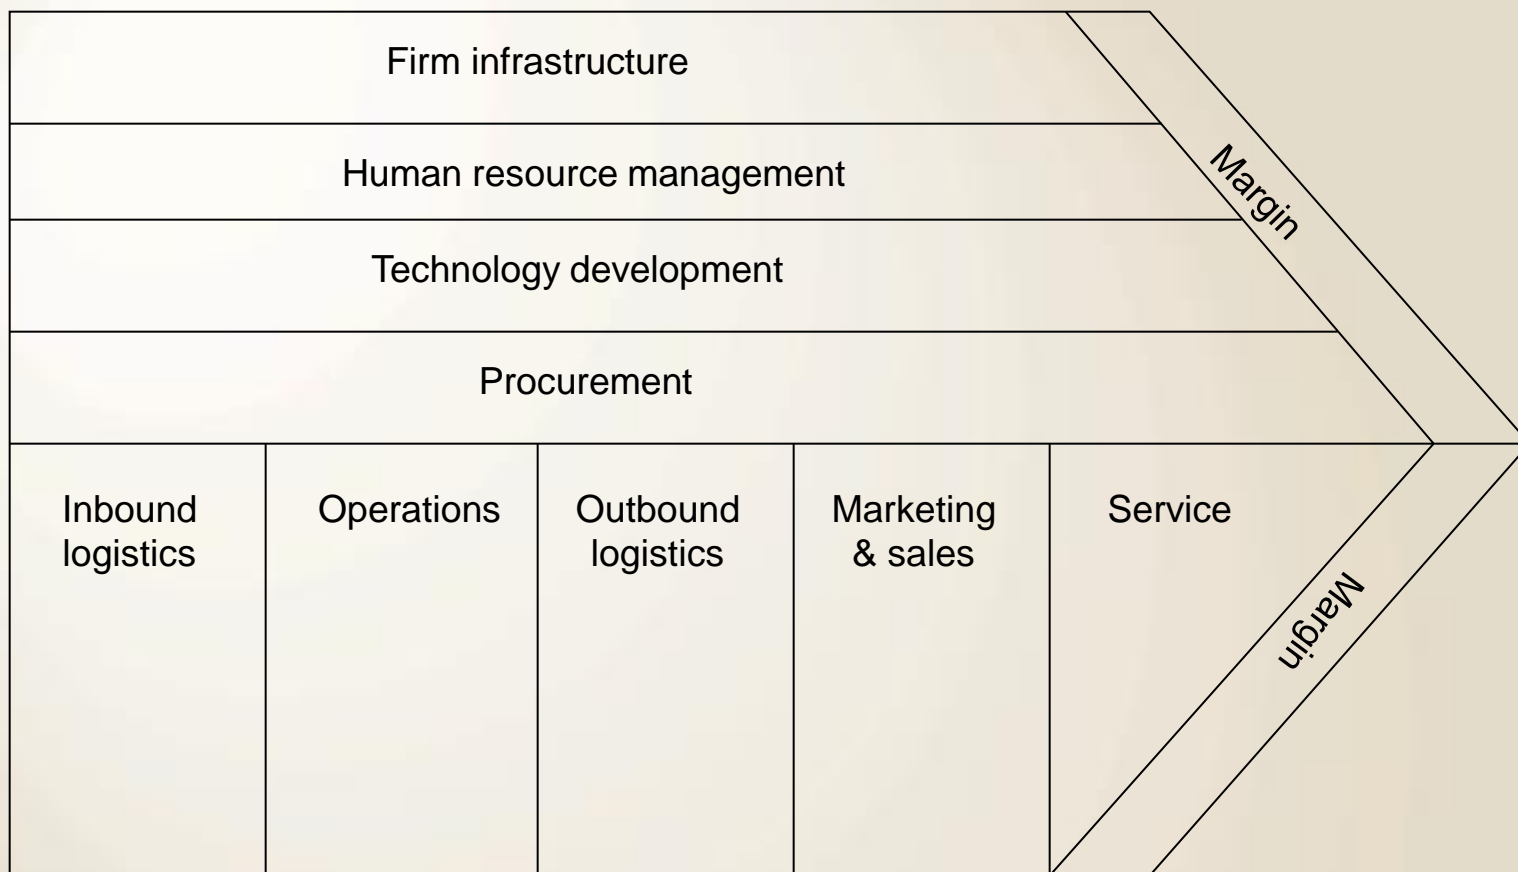 Firm infrastructure
Human resource management
Margin
Technology development
Procurement
Inbound
logistics
Operations
Outbound
logistics
Marketing
& sales
Service
Margin